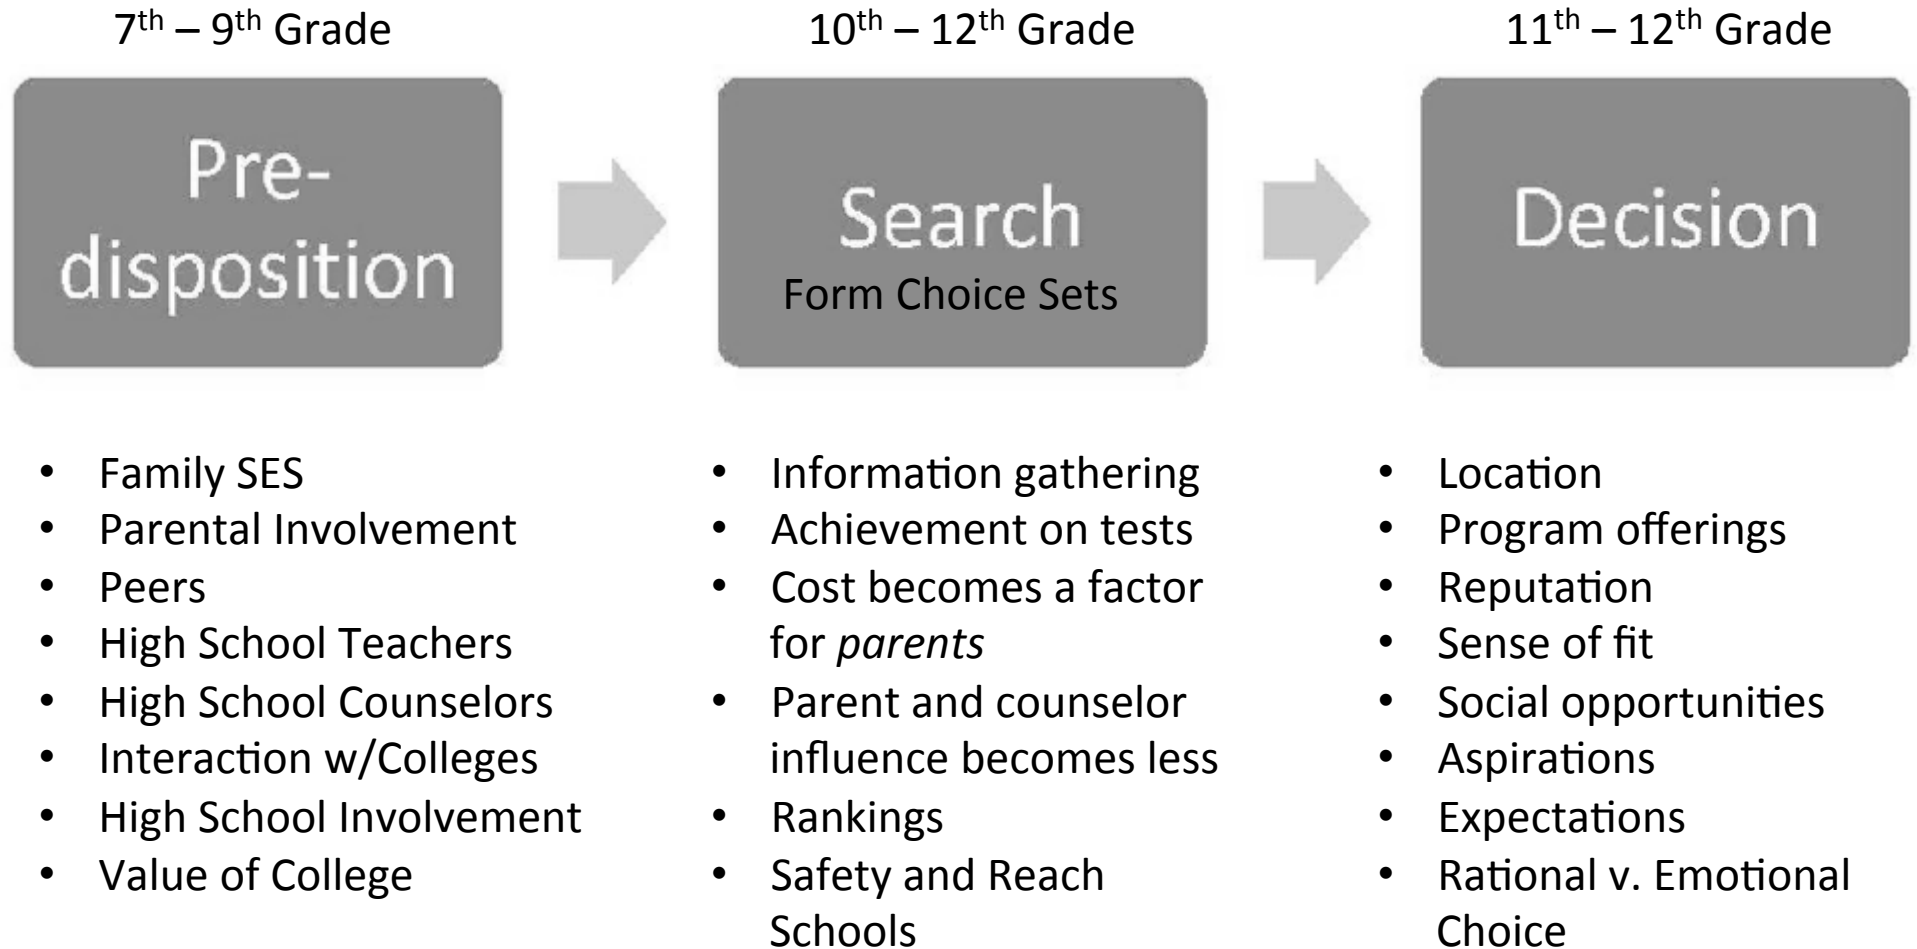 7th – 9th Grade
Pre-
disposition
• Family SES
• Parental Involvement
• Peers
• High School Teachers
• High School Counselors
• Interaction w/Colleges
• High School Involvement
• Value of College
10th – 12th Grade
Search
Form Choice Sets
• Information gathering
• Achievement on tests
• Cost becomes a factor
for parents
• Parent and counselor
influence becomes less
• Rankings
• Safety and Reach
Schools
11th – 12th Grade
Decision
• Location
• Program offerings
• Reputation
• Sense of fit
• Social opportunities
• Aspirations
• Expectations
• Rational v. Emotional
Choice